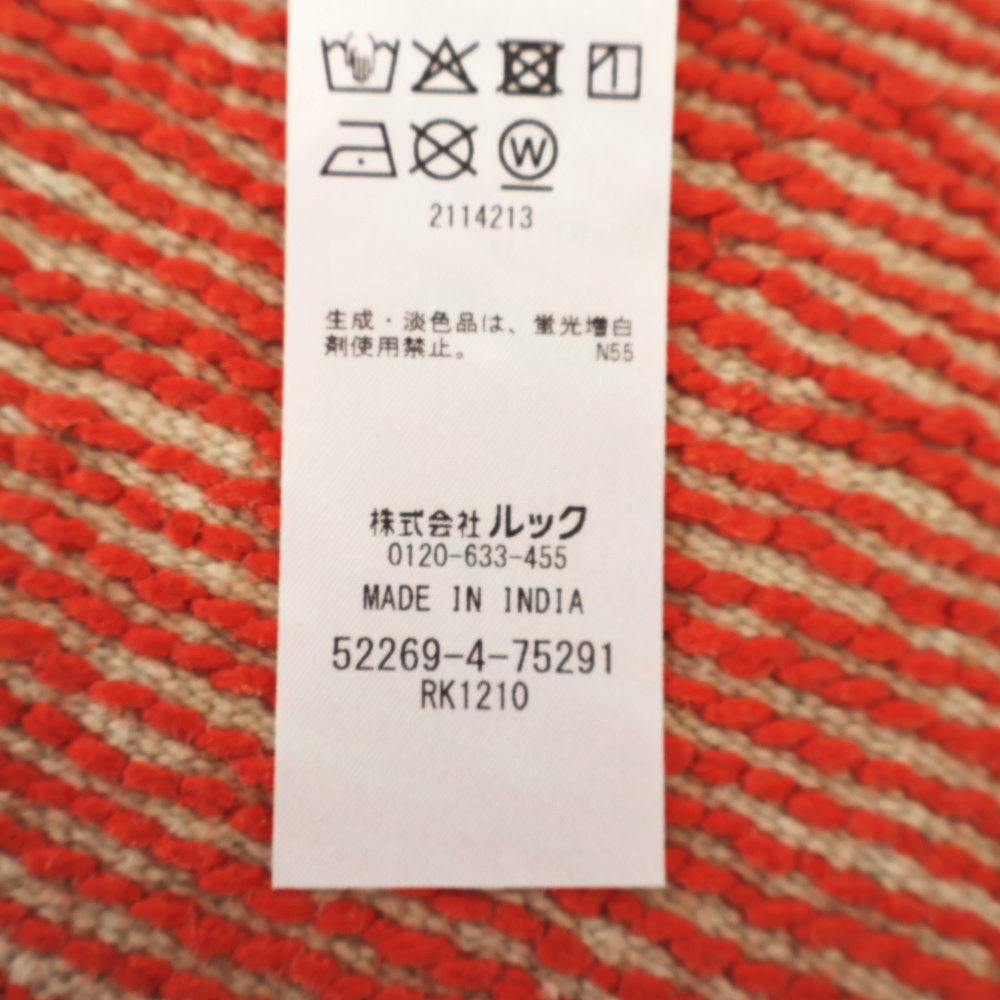 W
2114213
生成・淡色品は、蛍光増白
剤使用禁止。 N55
株式会社ルック
0120-633-455
MADE IN INDIA
52269-4-75291
RK1210